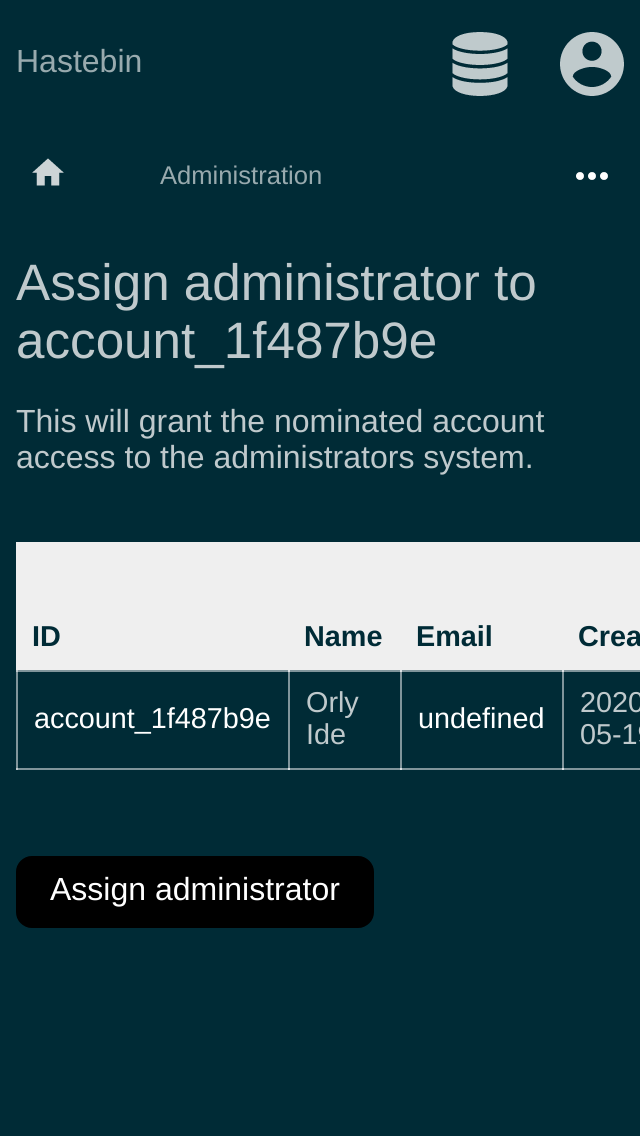 Hastebin
Administration
Assign administrator to
account_1f487b9e
This will grant the nominated account
access to the administrators system.
ID Name Email Crea
account_1f487b9e Orly Ide undefined 2020 05-19
Assign administrator